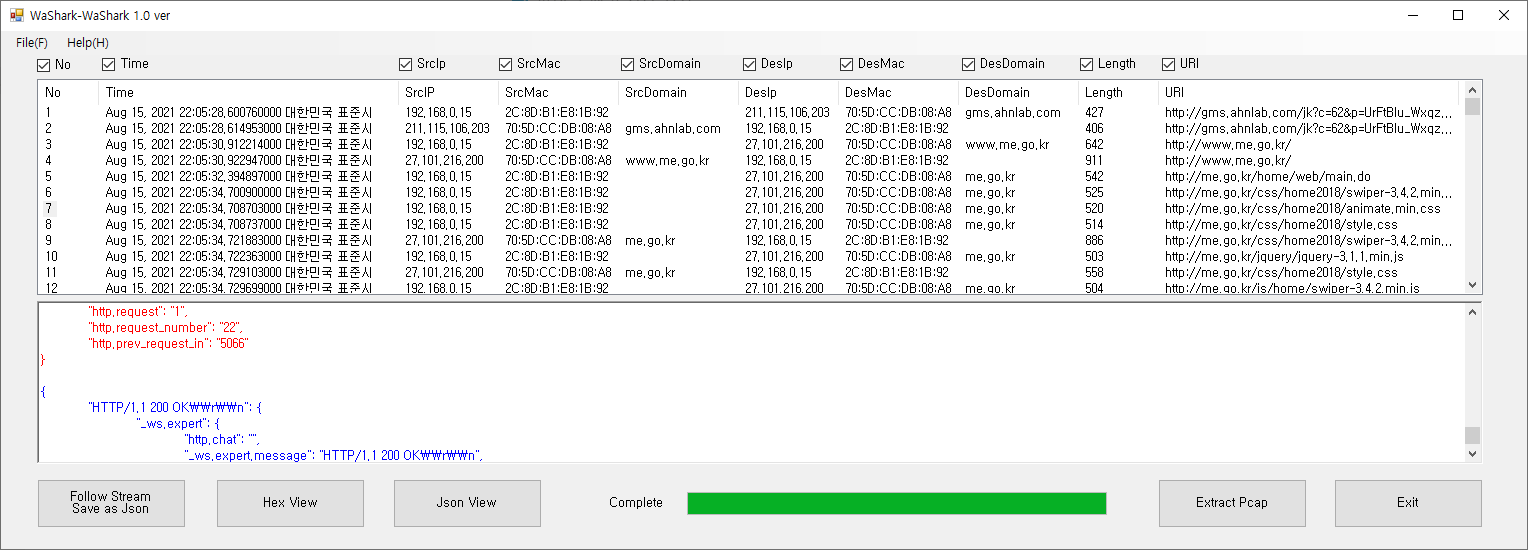 WaShark-WaShark 1.0 ver
File(F) Help(H)
No Time SrcIp SrcMac SrcDomain DesIp DesMac DesDomain Length URI
No Time SrcIP SrcMac SrcDomain DesIp DesMac DesDomain Length URI
1 Aug 15, 2021 22:05:28,600760000 대한민국 표준시 192.168.0.15 2C:8D:B1:E8:1B:92 211.115.106.203 70:5D:CC:DB:08:A8 gms.ahnlab.com 427 http://gms.ahnlab.com/jk?c=62&p=UrFtBlu_Wxqz...
2 Aug 15, 2021 22:05:28,614953000 대한민국 표준시 211.115.106.203 70:5D:CC:DB:08:A8 gms.ahnlab.com 192.168.0.15 2C:8D:B1:E8:1B:92 406 http://gms.ahnlab.com/jk?c=62&p=UrFtBlu_Wxqz...
3 Aug 15, 2021 22:05:30,912214000 대한민국 표준시 192.168.0.15 2C:8D:B1:E8:1B:92 27.101.216.200 70:5D:CC:DB:08:A8 www.me.go.kr 642 http://www.me.go.kr/
4 Aug 15, 2021 22:05:30,922947000 대한민국 표준시 27.101.216.200 70:5D:CC:DB:08:A8 www.me.go.kr 192.168.0.15 2C:8D:B1:E8:1B:92 911 http://www.me.go.kr/
5 Aug 15, 2021 22:05:32,394897000 대한민국 표준시 192.168.0.15 2C:8D:B1:E8:1B:92 27.101.216.200 70:5D:CC:DB:08:A8 me.go.kr 542 http://me.go.kr/home/web/main.do
6 Aug 15, 2021 22:05:34,700900000 대한민국 표준시 192.168.0.15 2C:8D:B1:E8:1B:92 27.101.216.200 70:5D:CC:DB:08:A8 me.go.kr 525 http://me.go.kr/css/home2018/swiper-3.4.2.min...
7 Aug 15, 2021 22:05:34,708703000 대한민국 표준시 192.168.0.15 2C:8D:B1:E8:1B:92 27.101.216.200 70:5D:CC:DB:08:A8 me.go.kr 520 http://me.go.kr/css/home2018/animate.min.css
8 Aug 15, 2021 22:05:34,708737000 대한민국 표준시 192.168.0.15 2C:8D:B1:E8:1B:92 27.101.216.200 70:5D:CC:DB:08:A8 me.go.kr 514 http://me.go.kr/css/home2018/style.css
9 Aug 15, 2021 22:05:34,721883000 대한민국 표준시 27.101.216.200 70:5D:CC:DB:08:A8 me.go.kr 192.168.0.15 2C:8D:B1:E8:1B:92 886 http://me.go.kr/css/home2018/swiper-3.4.2.min...
10 Aug 15, 2021 22:05:34,722363000 대한민국 표준시 192.168.0.15 2C:8D:B1:E8:1B:92 27.101.216.200 70:5D:CC:DB:08:A8 me.go.kr 503 http://me.go.kr/jquery/jquery-3.1.1.min.js
11 Aug 15, 2021 22:05:34,729103000 대한민국 표준시 27.101.216.200 70:5D:CC:DB:08:A8 me.go.kr 192.168.0.15 2C:8D:B1:E8:1B:92 558 http://me.go.kr/css/home2018/style.css
12 Aug 15, 2021 22:05:34,729699000 대한민국 표준시 192.168.0.15 2C:8D:B1:E8:1B:92 27.101.216.200 70:5D:CC:DB:08:A8 me.go.kr 504 http://me.go.kr/js/home/swiper-3.4.2.min.js
"http.request": "1",
"http.request_number": "22",
"http.prev_request_in": "5066"
}
{
"HTTP/1.1 200 OK₩₩r₩₩n": {
"_ws.expert": {
"http.chat": "",
"_ws.expert.message": "HTTP/1.1 200 OK₩₩r₩₩n",
Follow Stream
Save as Json
Hex View Json View Complete Extract Pcap Exit